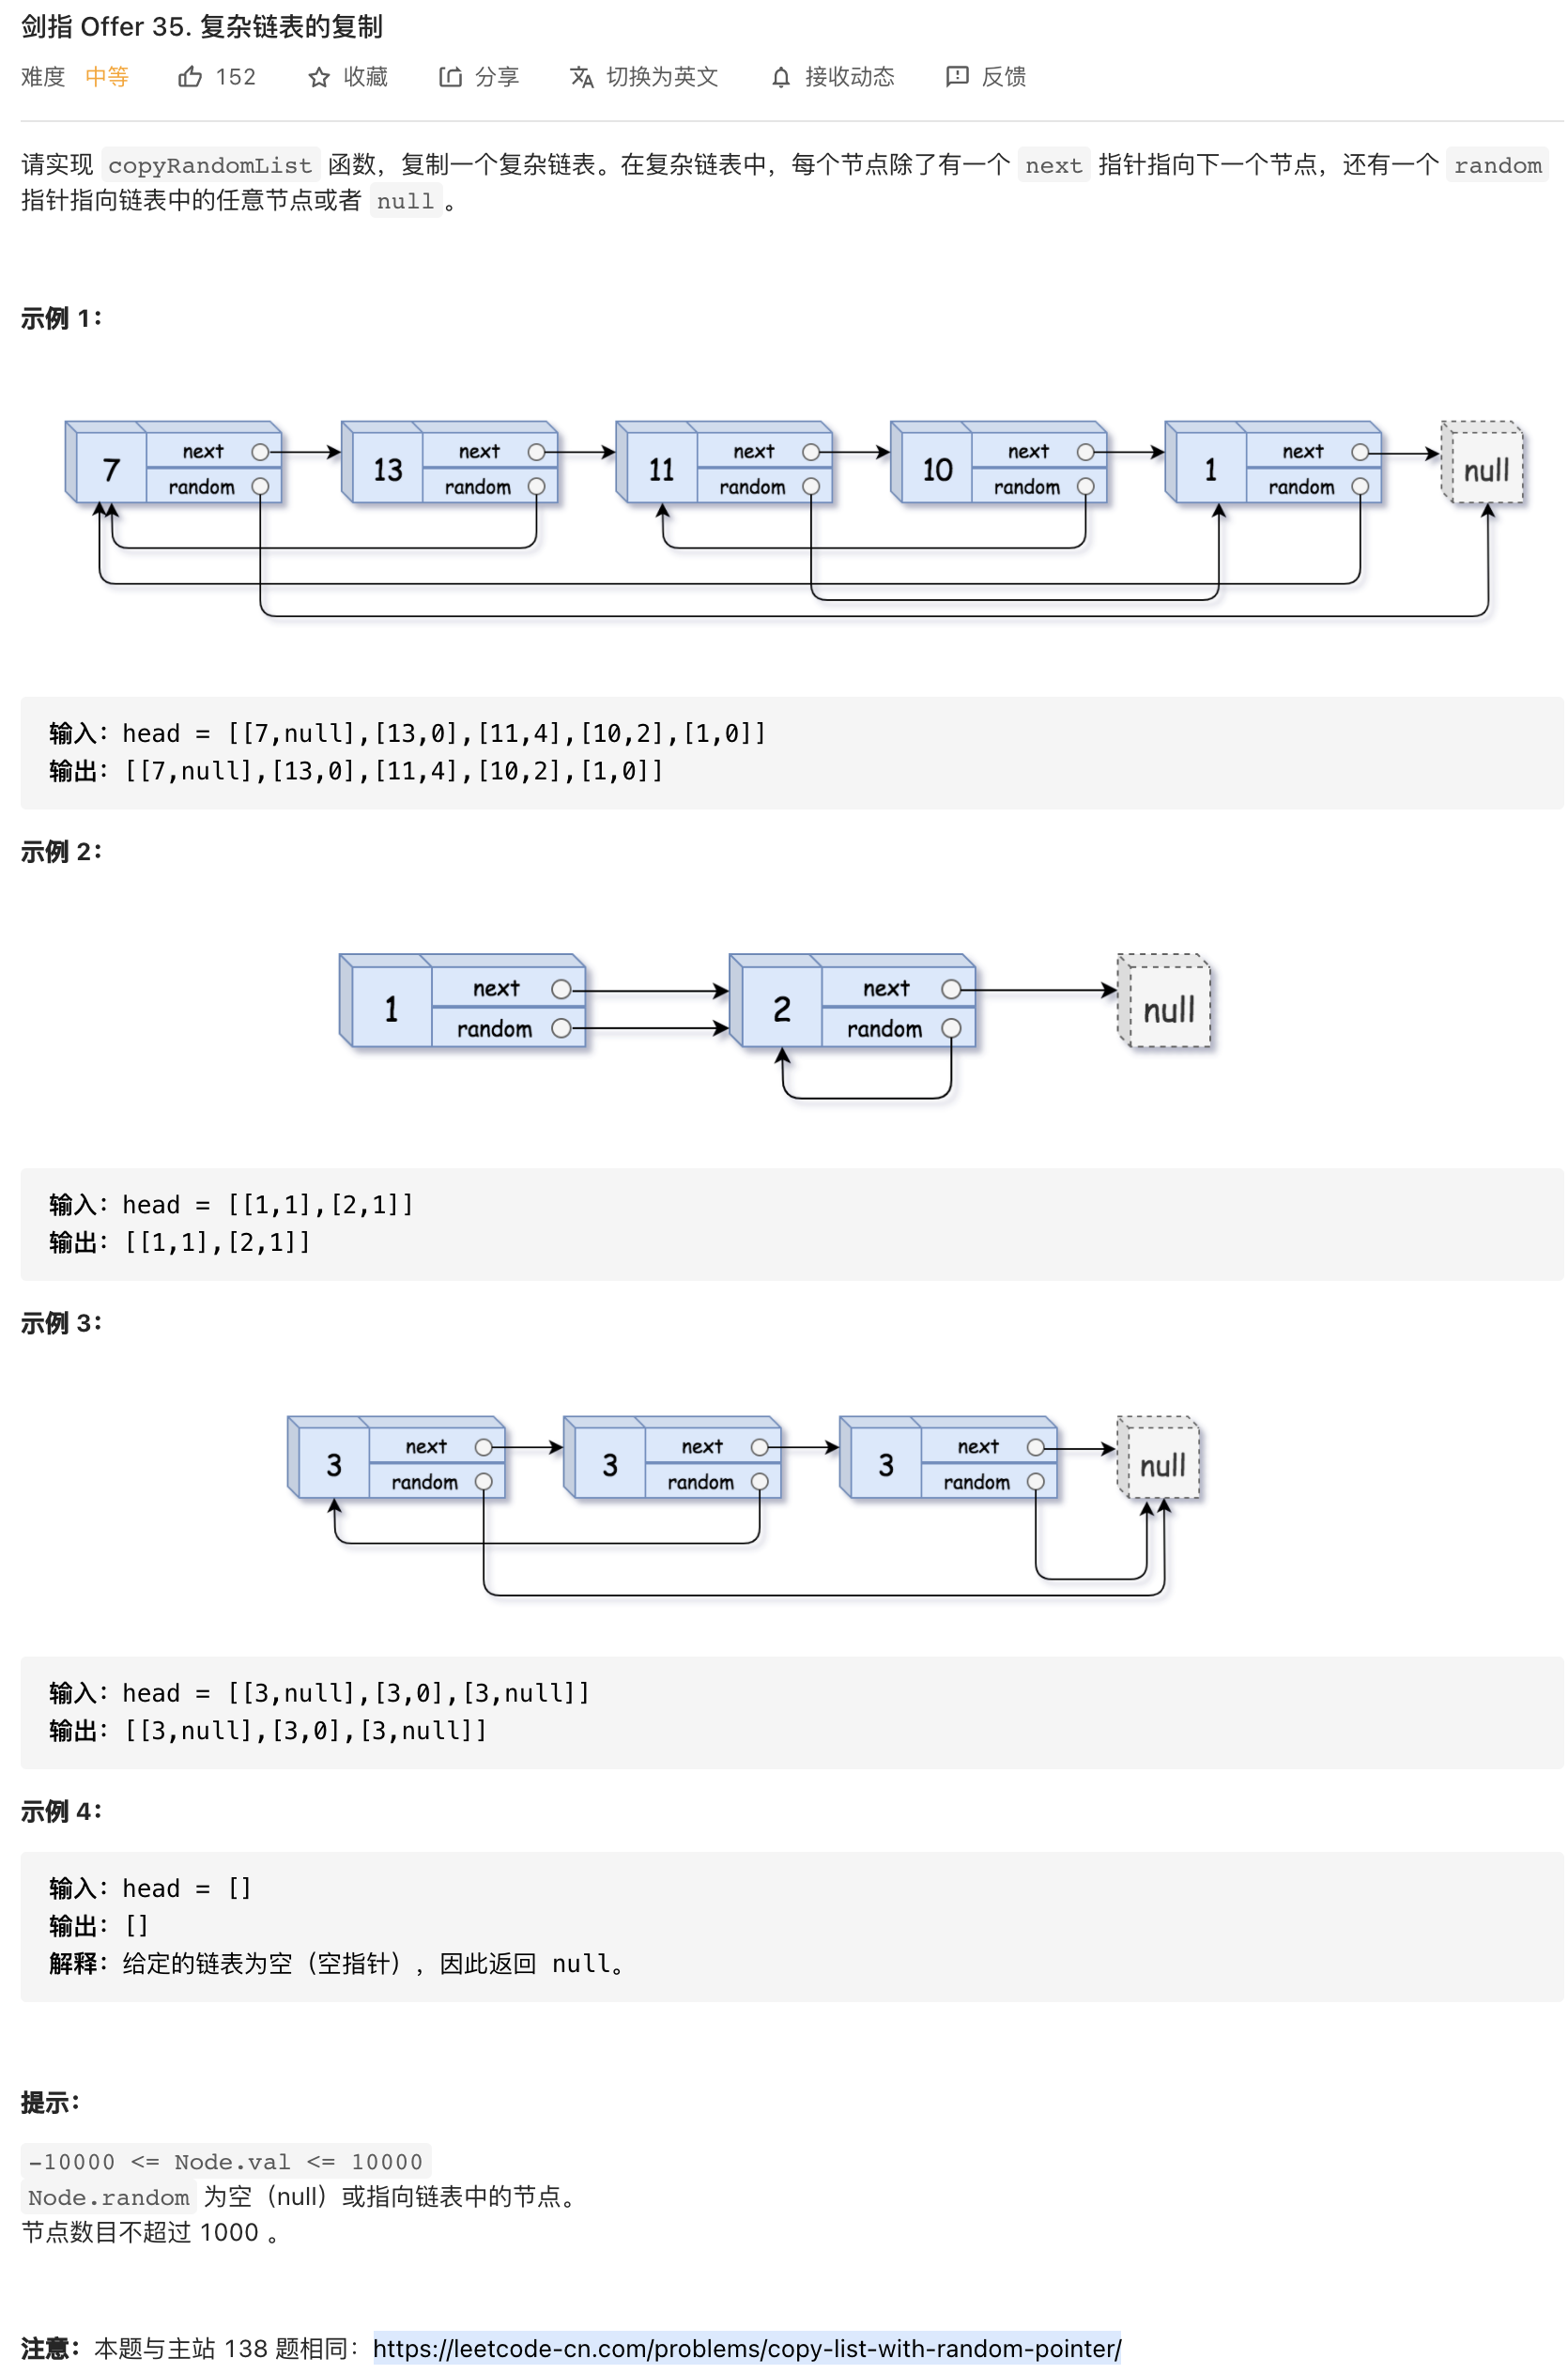 剑指 Offer 35. 复杂链表的复制
难度 中等 152 收藏 分享 切换为英文 接收动态 反馈
请实现 copyRandomList 函数，复制一个复杂链表。在复杂链表中，每个节点除了有一个 next 指针指向下一个节点，还有一个 random
指针指向链表中的任意节点或者 null 。
示例 1：
7 next random 13 next random 11 next random 10 next random 1 next random null
输入：head = [[7,null],[13,0],[11,4],[10,2],[1,0]]
输出：[[7,null],[13,0],[11,4],[10,2],[1,0]]
示例 2：
1 next random 2 next random null
输入：head = [[1,1],[2,1]]
输出：[[1,1],[2,1]]
示例 3：
3 next random 3 next random 3 next random null
输入：head = [[3,null],[3,0],[3,null]]
输出：[[3,null],[3,0],[3,null]]
示例 4：
输入：head = []
输出：[]
解释：给定的链表为空（空指针），因此返回 null。
提示：
-10000 <= Node.val <= 10000
Node.random 为空（null）或指向链表中的节点。
节点数目不超过 1000 。
注意：本题与主站 138 题相同：https://leetcode-cn.com/problems/copy-list-with-random-pointer/